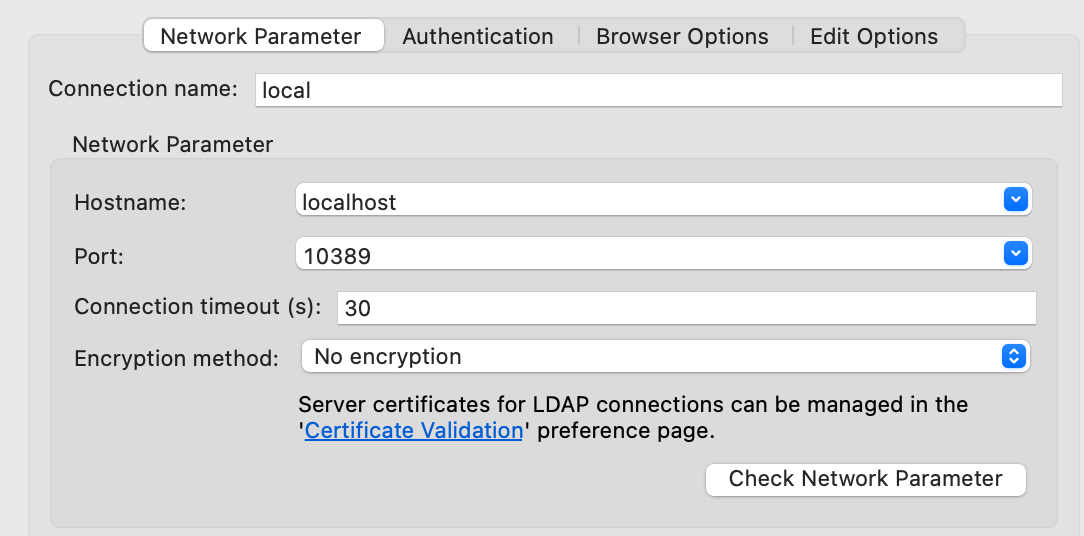 Network Parameter Authentication Browser Options Edit Options
Connection name: local
Network Parameter
Hostname: localhost
Port: 10389
Connection timeout (s): 30
Encryption method: No encryption
Server certificates for LDAP connections can be managed in the
'Certificate Validation' preference page.
Check Network Parameter